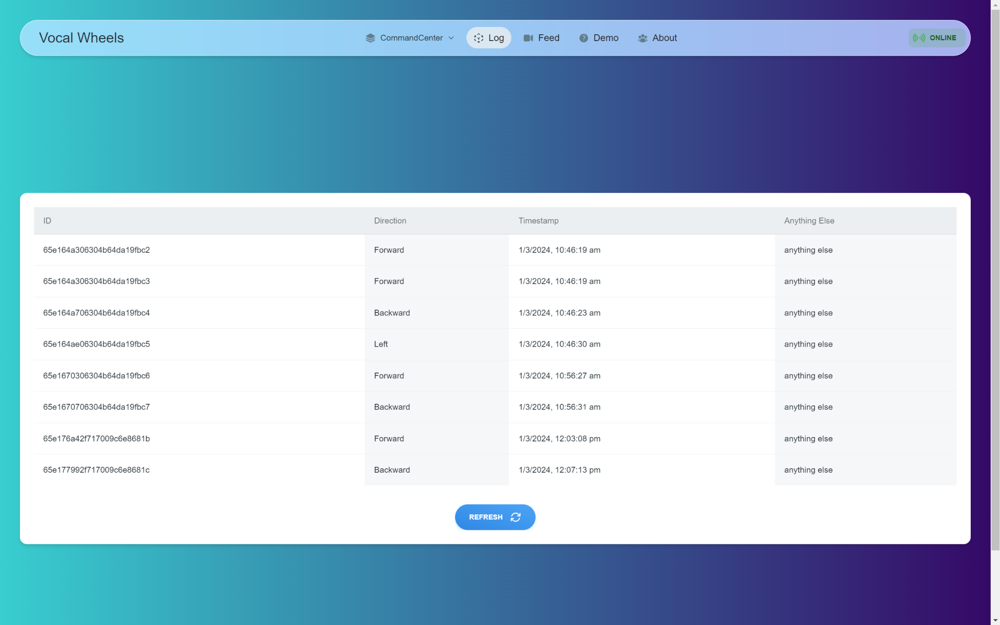 Vocal Wheels
CommandCenter Log Feed Demo About
ONLINE
ID Direction Timestamp Anything Else
65e164a306304b64da19fbc2 Forward 1/3/2024, 10:46:19 am anything else
65e164a306304b64da19fbc3 Forward 1/3/2024, 10:46:19 am anything else
65e164a706304b64da19fbc4 Backward 1/3/2024, 10:46:23 am anything else
65e164ae06304b64da19fbc5 Left 1/3/2024, 10:46:30 am anything else
65e1670306304b64da19fbc6 Forward 1/3/2024, 10:56:27 am anything else
65e1670706304b64da19fbc7 Backward 1/3/2024, 10:56:31 am anything else
65e176a42f717009c6e8681b Forward 1/3/2024, 12:03:08 pm anything else
65e177992f717009c6e8681c Backward 1/3/2024, 12:07:13 pm anything else
REFRESH